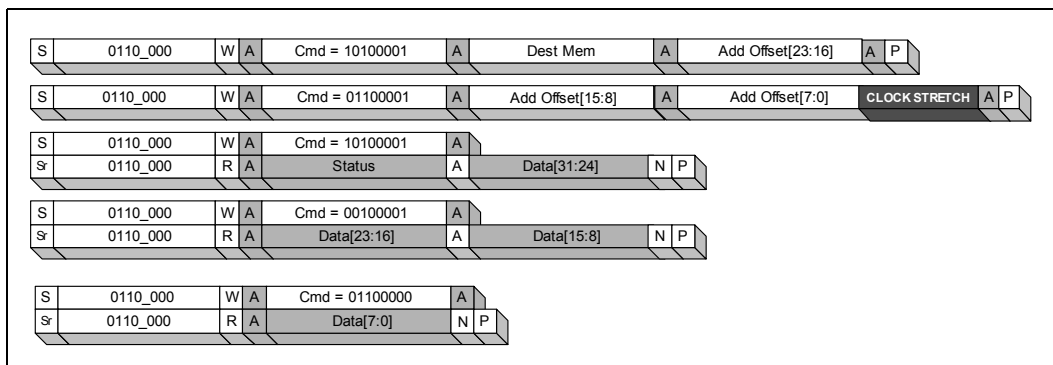 S 0110_000 W A Cmd = 10100001 A Dest Mem A Add Offset[23:16] A P
S 0110_000 W A Cmd = 01100001 A Add Offset[15:8] A Add Offset[7:0] CLOCK STRETCH A P
S 0110_000 W A Cmd = 10100001 A
Sr 0110_000 R A Status A Data[31:24] N P
S 0110_000 W A Cmd = 00100001 A
Sr 0110_000 R A Data[23:16] A Data[15:8] N P
S 0110_000 W A Cmd = 01100000 A
Sr 0110_000 R A Data[7:0] N P